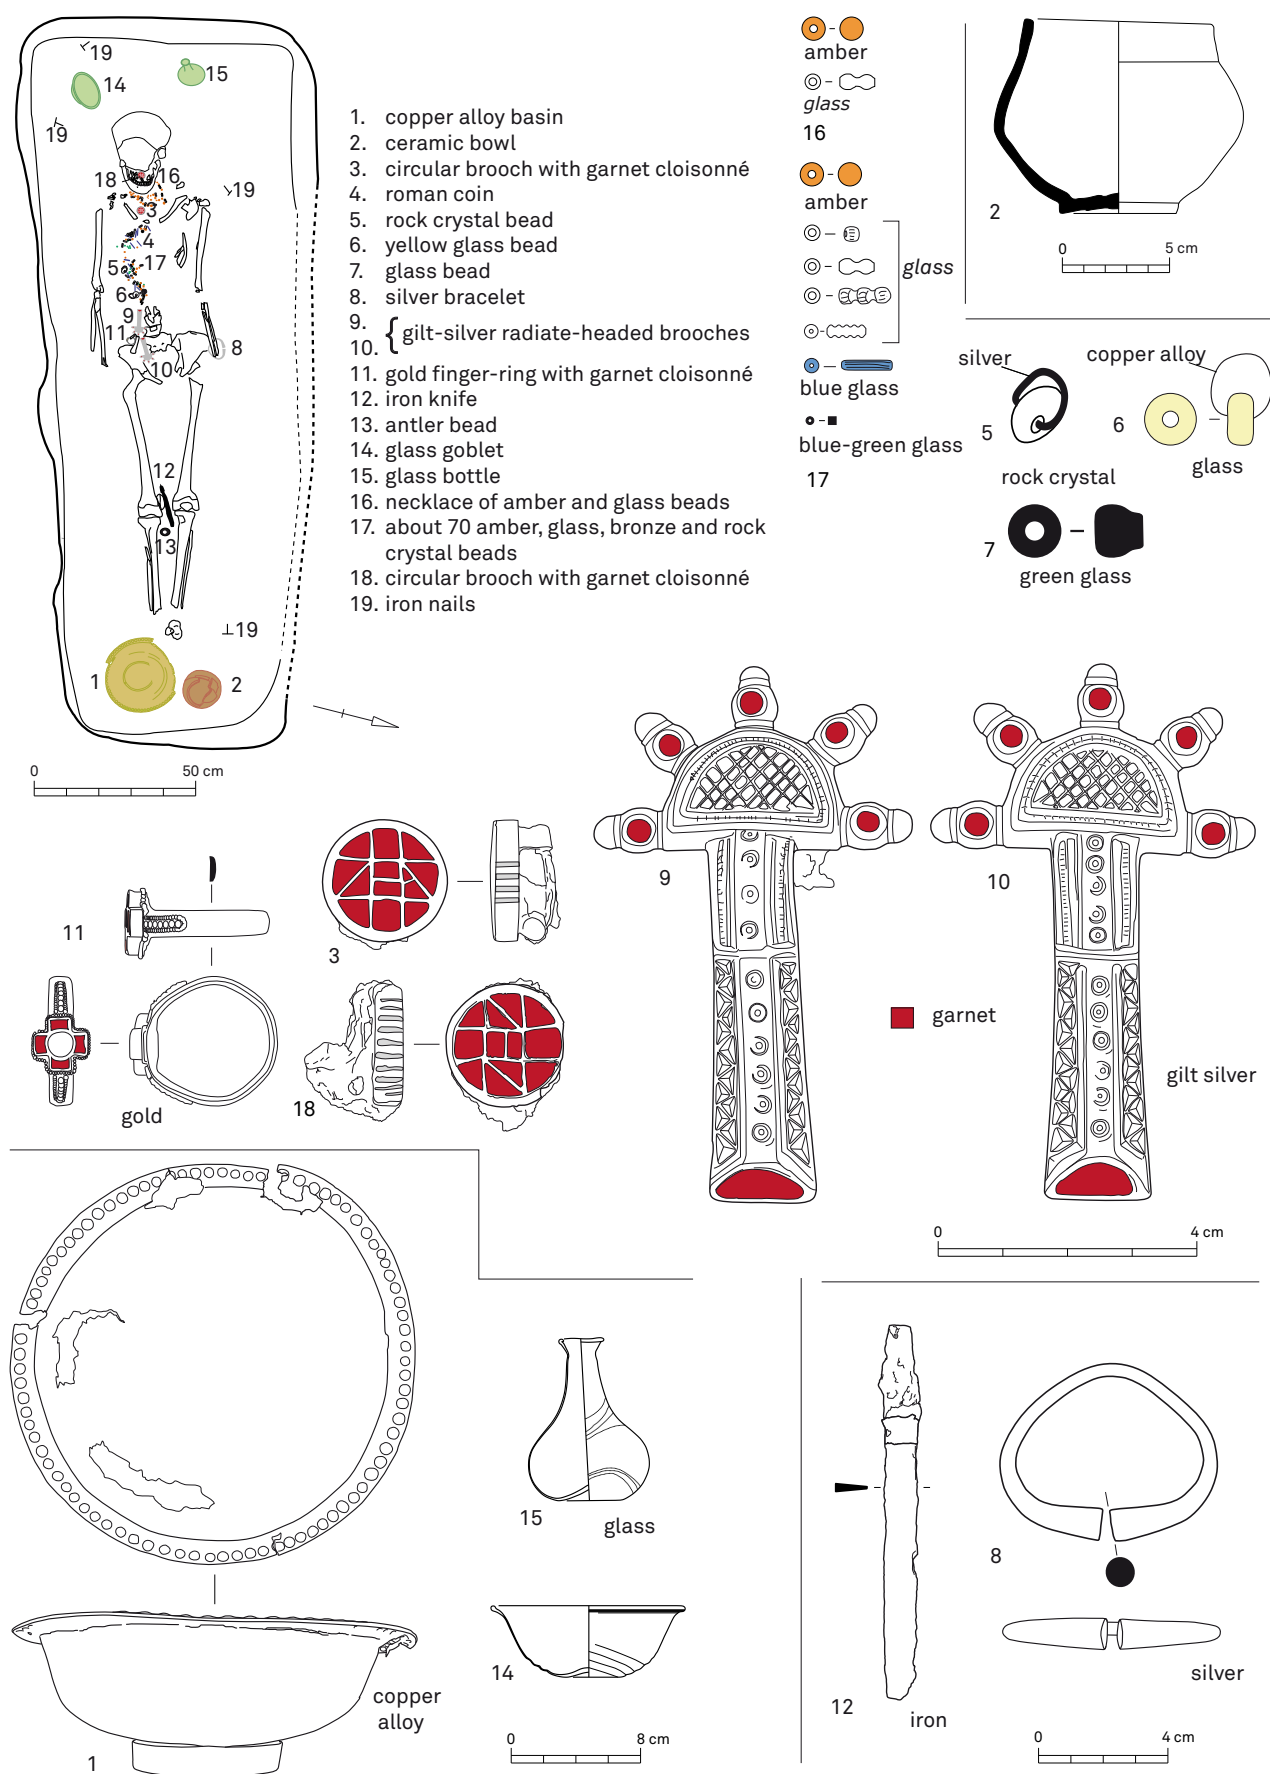 19
14
15
19
18
16
19
3
4
5
17
6
9
11
8
10
12
13
19
1
2
0 50 cm
1. copper alloy basin
2. ceramic bowl
3. circular brooch with garnet cloisonné
4. roman coin
5. rock crystal bead
6. yellow glass bead
7. glass bead
8. silver bracelet
9.
{ gilt-silver radiate-headed brooches
10.
11. gold finger-ring with garnet cloisonné
12. iron knife
13. antler bead
14. glass goblet
15. glass bottle
16. necklace of amber and glass beads
17. about 70 amber, glass, bronze and rock
crystal beads
18. circular brooch with garnet cloisonné
19. iron nails
amber
glass
16
amber
glass
blue glass
blue-green glass
17
2
0 5 cm
silver
copper alloy
5
6
rock crystal
glass
7
green glass
11
gold
3
18
9
10
garnet
gilt silver
0 4 cm
1
copper
alloy
15
glass
14
0 8 cm
12
iron
8
silver
0 4 cm